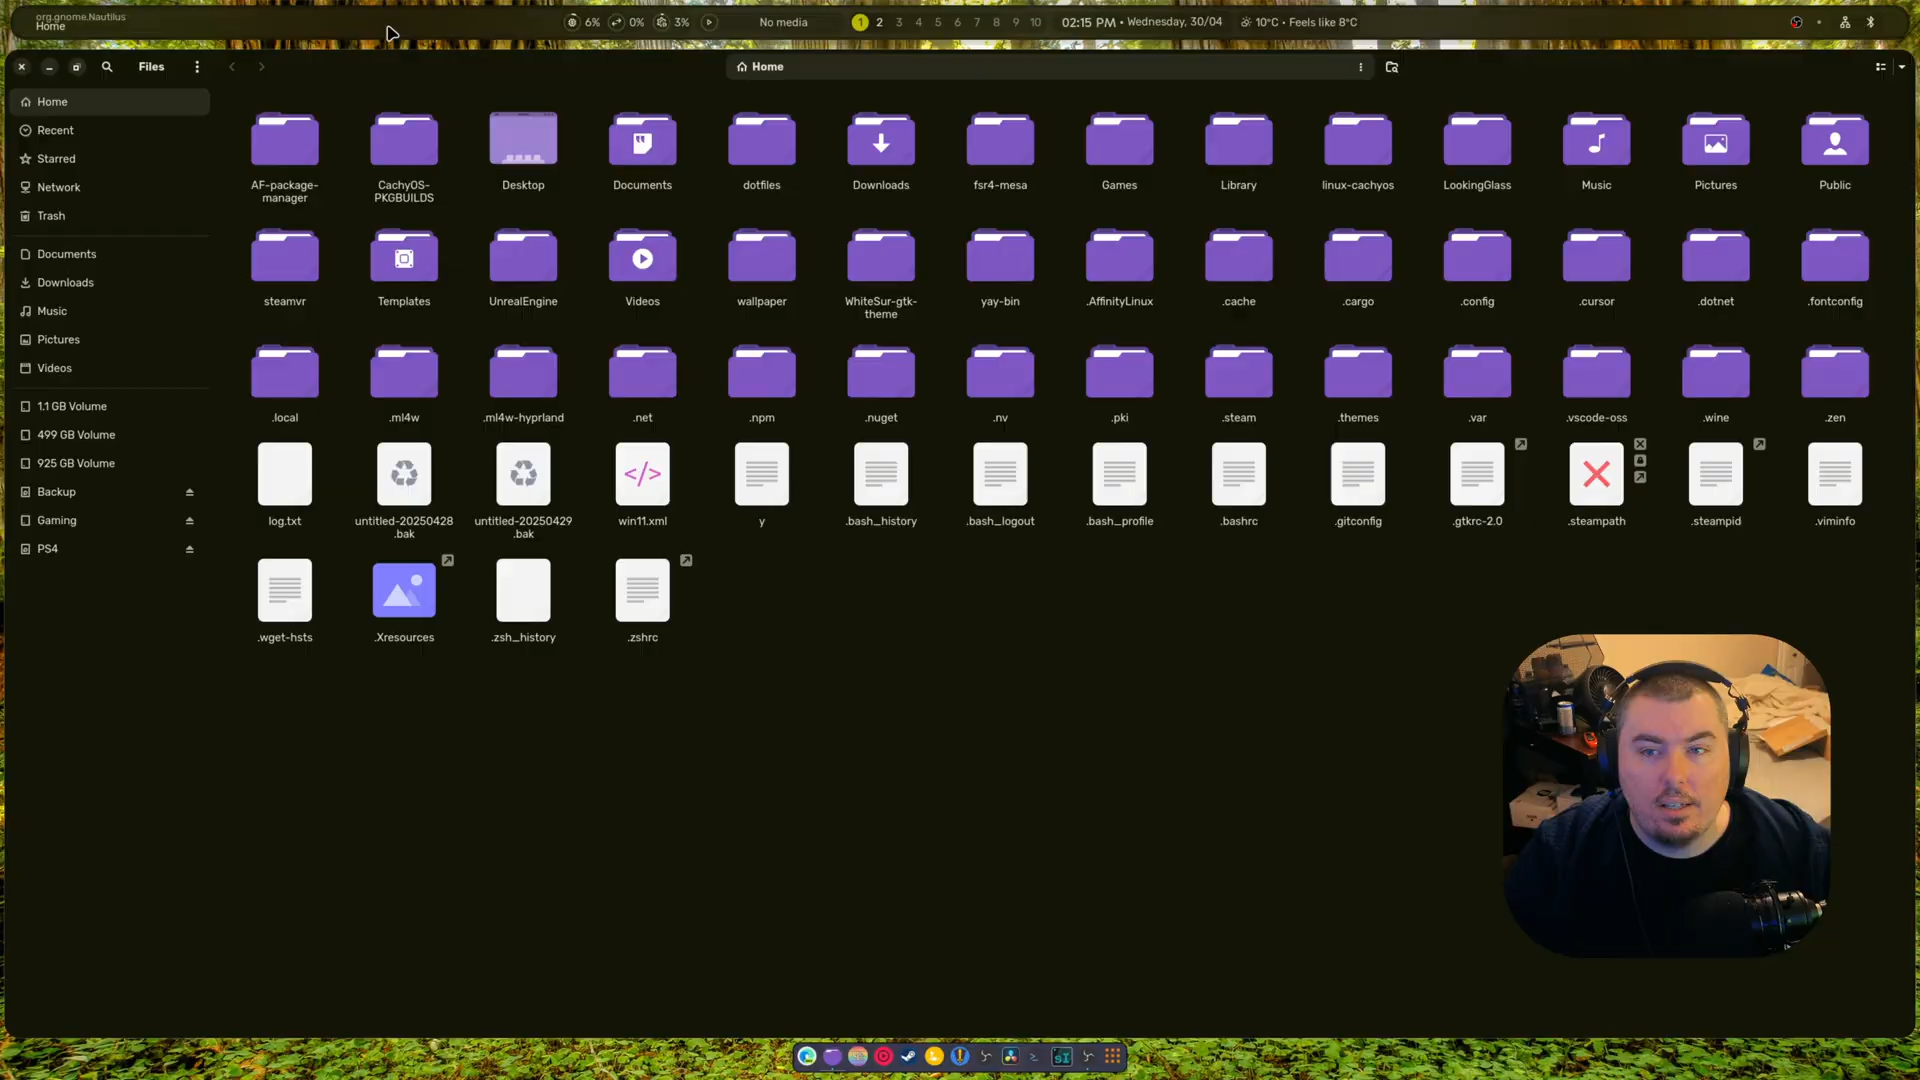 org.gnome.Nautilus
Home
6%
0%
3%
No media
1 2 3 4 5 6 7 8 9 10
02:15 PM • Wednesday, 30/04
10°C • Feels like 8°C
Files
Home
Home
Recent
Starred
Network
Trash
Documents
Downloads
Music
Pictures
Videos
1.1 GB Volume
499 GB Volume
925 GB Volume
Backup
Gaming
PS4
AF-package-
manager
CachyOS-
PKGBUILDS
Desktop
Documents
dotfiles
Downloads
fsr4-mesa
Games
Library
linux-cachyos
LookingGlass
Music
Pictures
Public
steamvr
Templates
UnrealEngine
Videos
wallpaper
WhiteSur-gtk-
theme
yay-bin
.AffinityLinux
.cache
.cargo
.config
.cursor
.dotnet
.fontconfig
.local
.ml4w
.ml4w-hyprland
.net
.npm
.nuget
.nv
.pki
.steam
.themes
.var
.vscode-oss
.wine
.zen
log.txt
untitled-20250428
.bak
untitled-20250429
.bak
win11.xml
y
.bash_history
.bash_logout
.bash_profile
.bashrc
.gitconfig
.gtkrc-2.0
.steampath
.steampid
.viminfo
.wget-hsts
.Xresources
.zsh_history
.zshrc